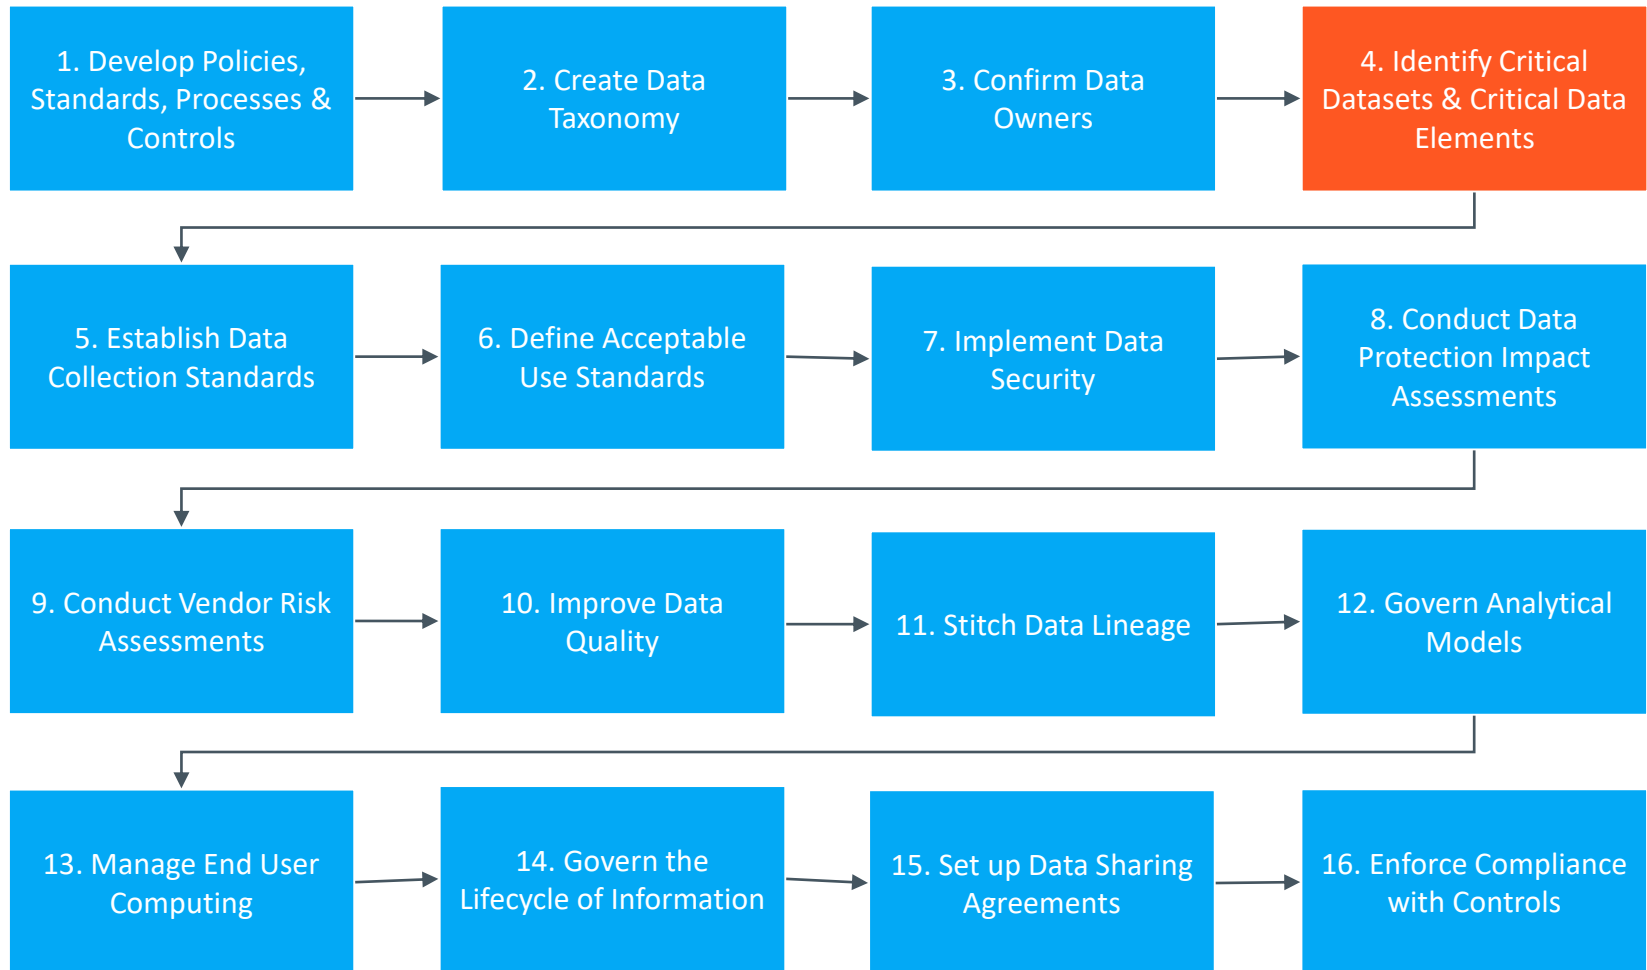 1. Develop Policies,
Standards, Processes &
Controls
2. Create Data
Taxonomy
3. Confirm Data
Owners
4. Identify Critical
Datasets & Critical Data
Elements
5. Establish Data
Collection Standards
6. Define Acceptable
Use Standards
7. Implement Data
Security
8. Conduct Data
Protection Impact
Assessments
9. Conduct Vendor Risk
Assessments
10. Improve Data
Quality
11. Stitch Data Lineage
12. Govern Analytical
Models
13. Manage End User
Computing
14. Govern the
Lifecycle of Information
15. Set up Data Sharing
Agreements
16. Enforce Compliance
with Controls